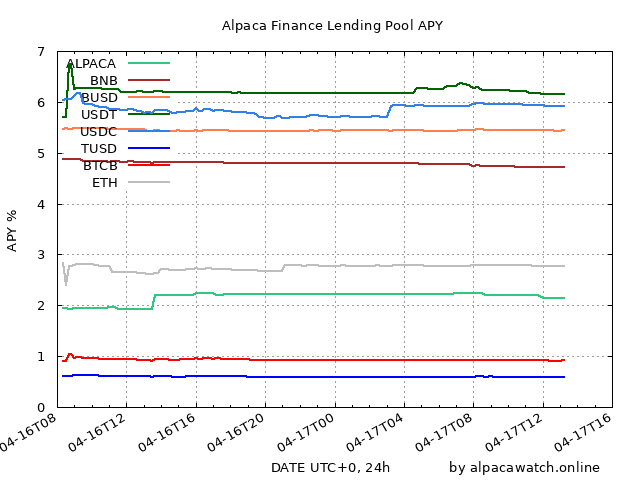 Alpaca Finance Lending Pool APY
7
6
5
4
3
2
1
0
APY %
ALPACA
BNB
BUSD
USDT
USDC
TUSD
BTCB
ETH
04-16T08
04-16T12
04-16T16
04-16T20
04-17T00
04-17T04
04-17T08
04-17T12
04-17T16
DATE UTC+0, 24h
by alpacawatch.online